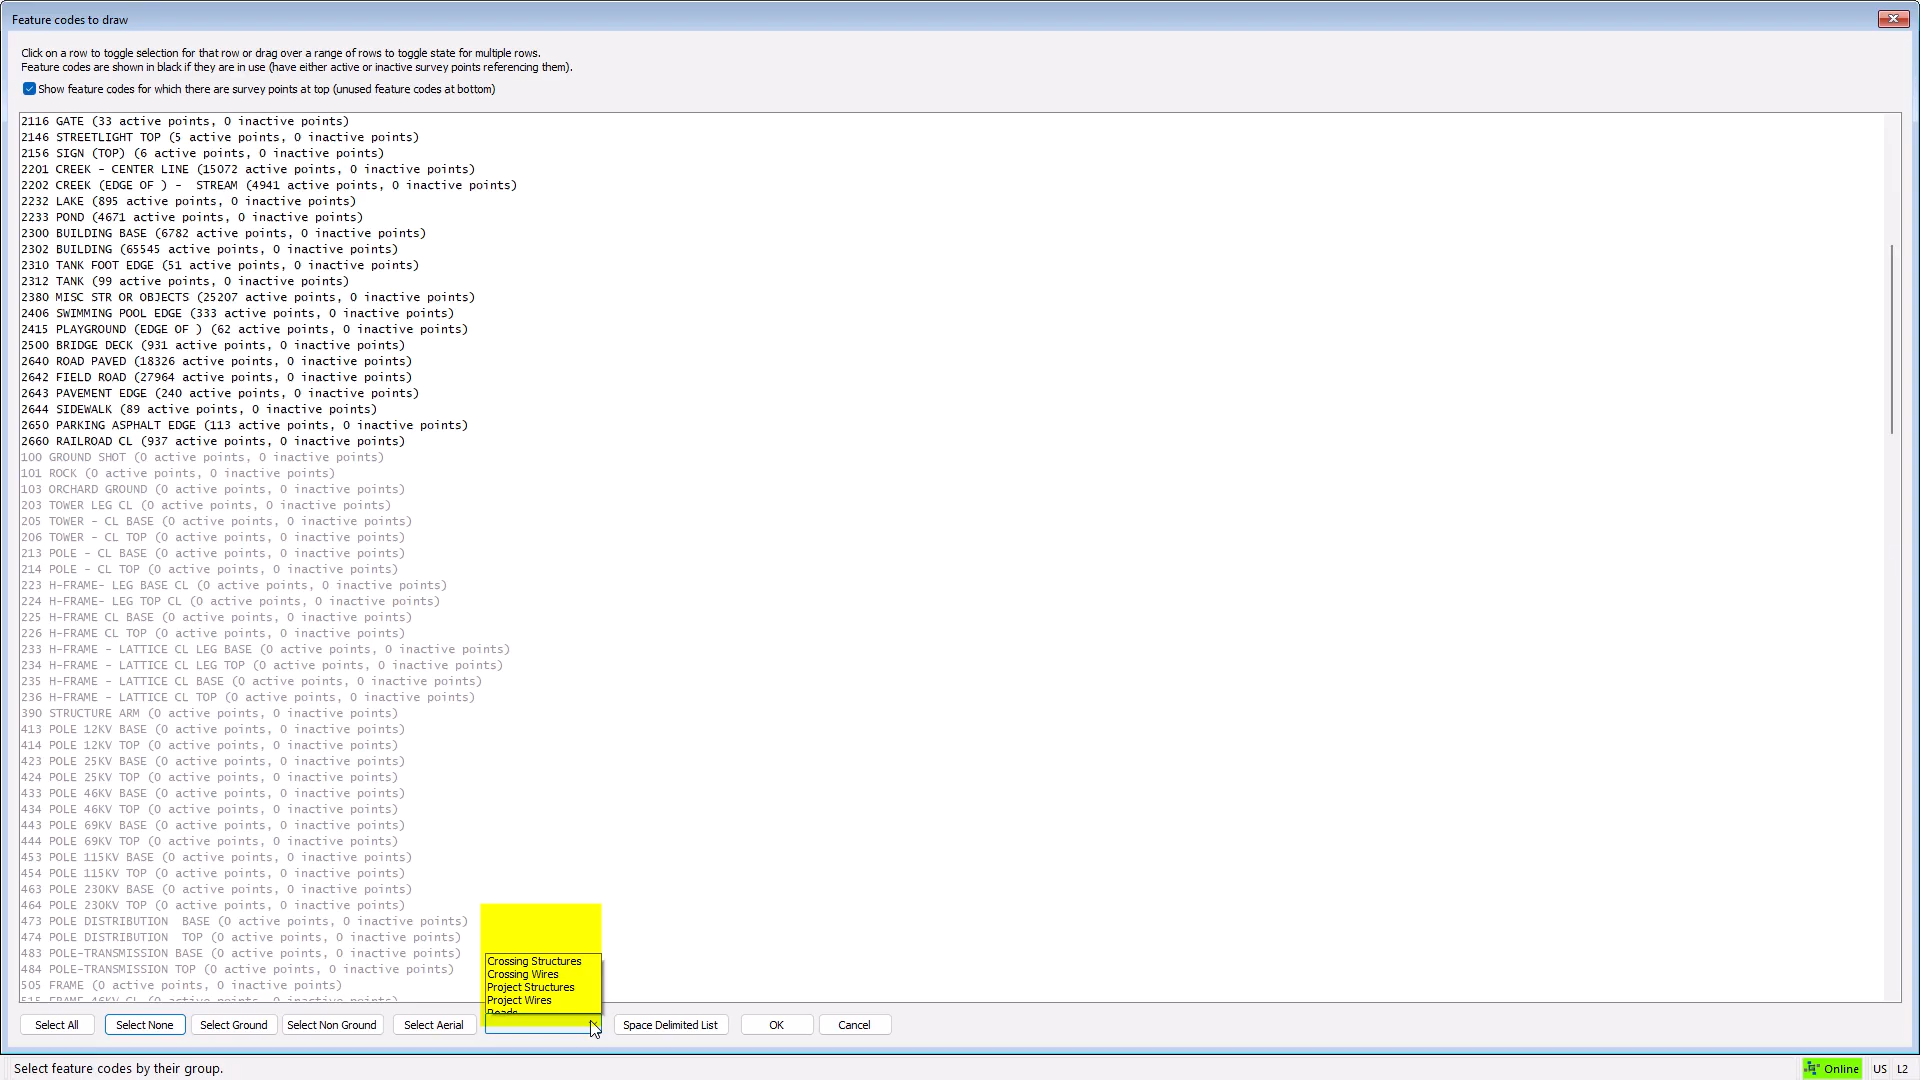 Feature codes to draw
Click on a row to toggle selection for that row or drag over a range of rows to toggle state for multiple rows.
Feature codes are shown in black if they are in use (have either active or inactive survey points referencing them).
Show feature codes for which there are survey points at top (unused feature codes at bottom)
2116 GATE (33 active points, 0 inactive points)
2146 STREETLIGHT TOP (5 active points, 0 inactive points)
2156 SIGN (TOP) (6 active points, 0 inactive points)
2201 CREEK - CENTER LINE (15072 active points, 0 inactive points)
2202 CREEK (EDGE OF ) -  STREAM (4941 active points, 0 inactive points)
2232 LAKE (895 active points, 0 inactive points)
2233 POND (4671 active points, 0 inactive points)
2300 BUILDING BASE (6782 active points, 0 inactive points)
2302 BUILDING (65545 active points, 0 inactive points)
2310 TANK FOOT EDGE (51 active points, 0 inactive points)
2312 TANK (99 active points, 0 inactive points)
2380 MISC STR OR OBJECTS (25207 active points, 0 inactive points)
2406 SWIMMING POOL EDGE (333 active points, 0 inactive points)
2415 PLAYGROUND (EDGE OF ) (62 active points, 0 inactive points)
2500 BRIDGE DECK (931 active points, 0 inactive points)
2640 ROAD PAVED (18326 active points, 0 inactive points)
2642 FIELD ROAD (27964 active points, 0 inactive points)
2643 PAVEMENT EDGE (240 active points, 0 inactive points)
2644 SIDEWALK (89 active points, 0 inactive points)
2650 PARKING ASPHALT EDGE (113 active points, 0 inactive points)
2660 RAILROAD CL (937 active points, 0 inactive points)
100 GROUND SHOT (0 active points, 0 inactive points)
101 ROCK (0 active points, 0 inactive points)
103 ORCHARD GROUND (0 active points, 0 inactive points)
203 TOWER LEG CL (0 active points, 0 inactive points)
205 TOWER - CL BASE (0 active points, 0 inactive points)
206 TOWER - CL TOP (0 active points, 0 inactive points)
213 POLE - CL BASE (0 active points, 0 inactive points)
214 POLE - CL TOP (0 active points, 0 inactive points)
223 H-FRAME- LEG BASE CL (0 active points, 0 inactive points)
224 H-FRAME- LEG TOP CL (0 active points, 0 inactive points)
225 H-FRAME CL BASE (0 active points, 0 inactive points)
226 H-FRAME CL TOP (0 active points, 0 inactive points)
233 H-FRAME - LATTICE CL LEG BASE (0 active points, 0 inactive points)
234 H-FRAME - LATTICE CL LEG TOP (0 active points, 0 inactive points)
235 H-FRAME - LATTICE CL BASE (0 active points, 0 inactive points)
236 H-FRAME - LATTICE CL TOP (0 active points, 0 inactive points)
390 STRUCTURE ARM (0 active points, 0 inactive points)
413 POLE 12KV BASE (0 active points, 0 inactive points)
414 POLE 12KV TOP (0 active points, 0 inactive points)
423 POLE 25KV BASE (0 active points, 0 inactive points)
424 POLE 25KV TOP (0 active points, 0 inactive points)
433 POLE 46KV BASE (0 active points, 0 inactive points)
434 POLE 46KV TOP (0 active points, 0 inactive points)
443 POLE 69KV BASE (0 active points, 0 inactive points)
444 POLE 69KV TOP (0 active points, 0 inactive points)
453 POLE 115KV BASE (0 active points, 0 inactive points)
454 POLE 115KV TOP (0 active points, 0 inactive points)
463 POLE 230KV BASE (0 active points, 0 inactive points)
464 POLE 230KV TOP (0 active points, 0 inactive points)
473 POLE DISTRIBUTION  BASE (0 active points, 0 inactive points)
474 POLE DISTRIBUTION  TOP (0 active points, 0 inactive points)
483 POLE-TRANSMISSION BASE (0 active points, 0 inactive points)
484 POLE-TRANSMISSION TOP (0 active points, 0 inactive points)
505 FRAME (0 active points, 0 inactive points)
515 FRAME 46KV CL (0 active points, 0 inactive points)
Crossing Structures
Crossing Wires
Project Structures
Project Wires
Roads
Select All
Select None
Select Ground
Select Non Ground
Select Aerial
Space Delimited List
OK
Cancel
Select feature codes by their group.
Online
US
L2